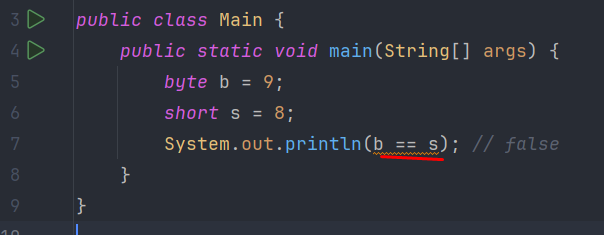 3 public class Main {
4 public static void main(String[] args) {
5 byte b = 9;
6 short s = 8;
7 System.out.println(b == s); // false
8 }
9 }